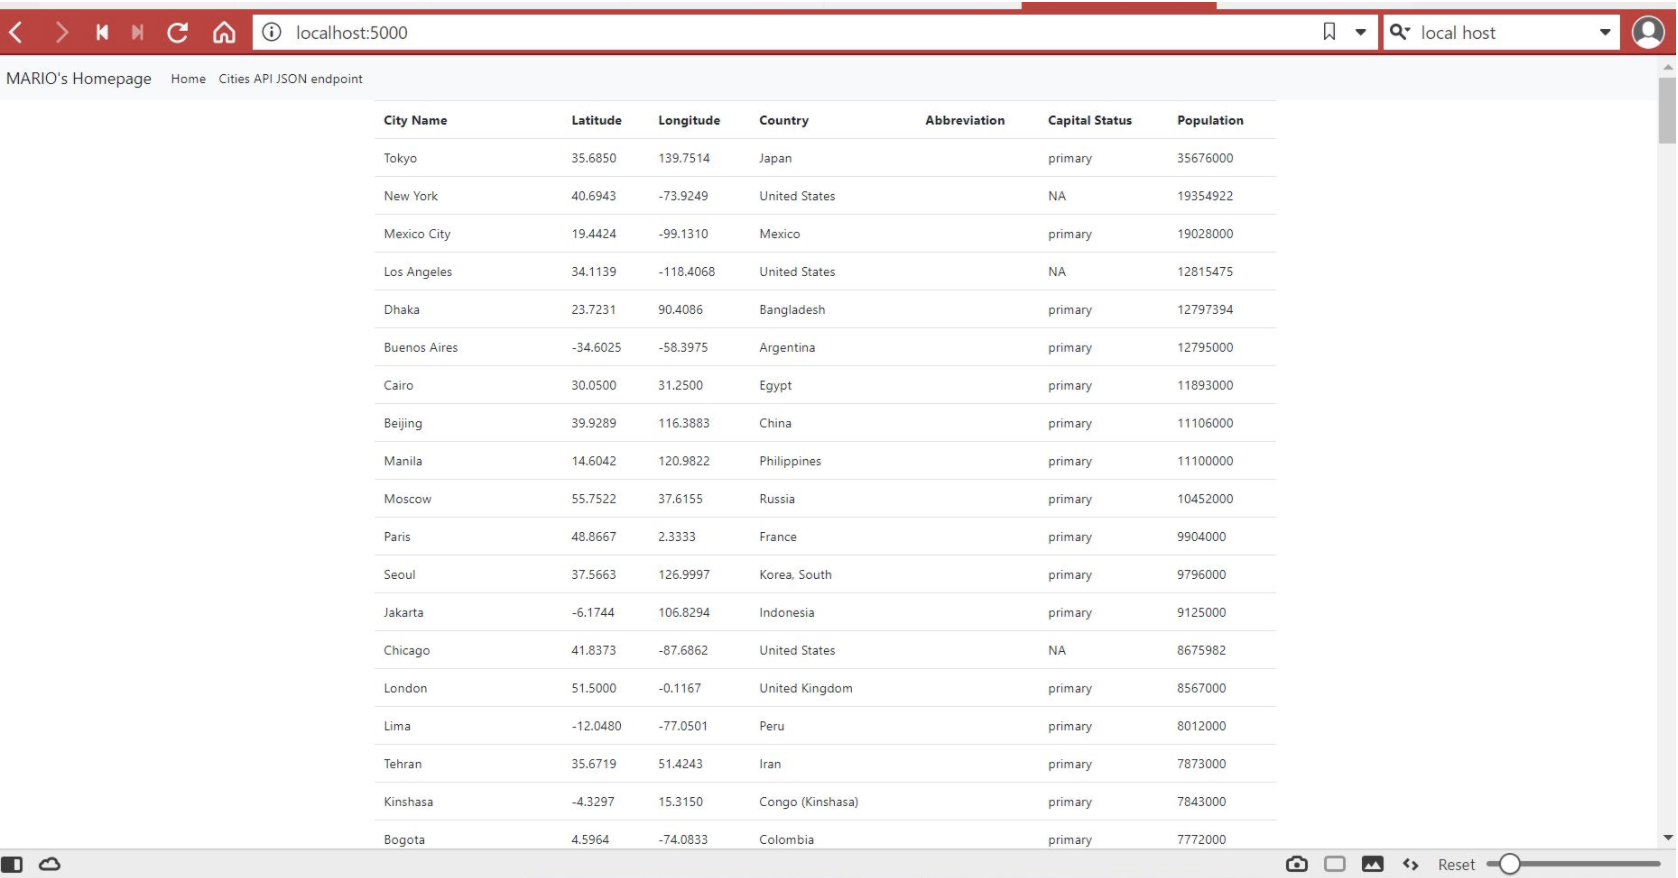 localhost:5000
local host
MARIO's Homepage Home Cities API JSON endpoint
City Name Latitude Longitude Country Abbreviation Capital Status Population
Tokyo 35.6850 139.7514 Japan primary 35676000
New York 40.6943 -73.9249 United States NA 19354922
Mexico City 19.4424 -99.1310 Mexico primary 19028000
Los Angeles 34.1139 -118.4068 United States NA 12815475
Dhaka 23.7231 90.4086 Bangladesh primary 12797394
Buenos Aires -34.6025 -58.3975 Argentina primary 12795000
Cairo 30.0500 31.2500 Egypt primary 11893000
Beijing 39.9289 116.3883 China primary 11106000
Manila 14.6042 120.9822 Philippines primary 11100000
Moscow 55.7522 37.6155 Russia primary 10452000
Paris 48.8667 2.3333 France primary 9904000
Seoul 37.5663 126.9997 Korea, South primary 9796000
Jakarta -6.1744 106.8294 Indonesia primary 9125000
Chicago 41.8373 -87.6862 United States NA 8675982
London 51.5000 -0.1167 United Kingdom primary 8567000
Lima -12.0480 -77.0501 Peru primary 8012000
Tehran 35.6719 51.4243 Iran primary 7873000
Kinshasa -4.3297 15.3150 Congo (Kinshasa) primary 7843000
Bogota 4.5964 -74.0833 Colombia primary 7772000
Reset